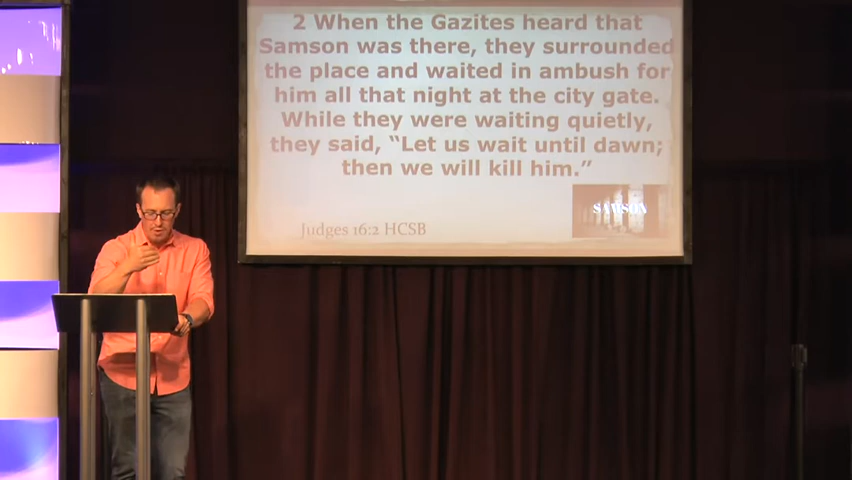 2 When the Gazites heard that
Samson was there, they surrounded
the place and waited in ambush for
him all that night at the city gate.
While they were waiting quietly,
they said, “Let us wait until dawn;
then we will kill him.”
SAMSON
Judges 16:2 HCSB